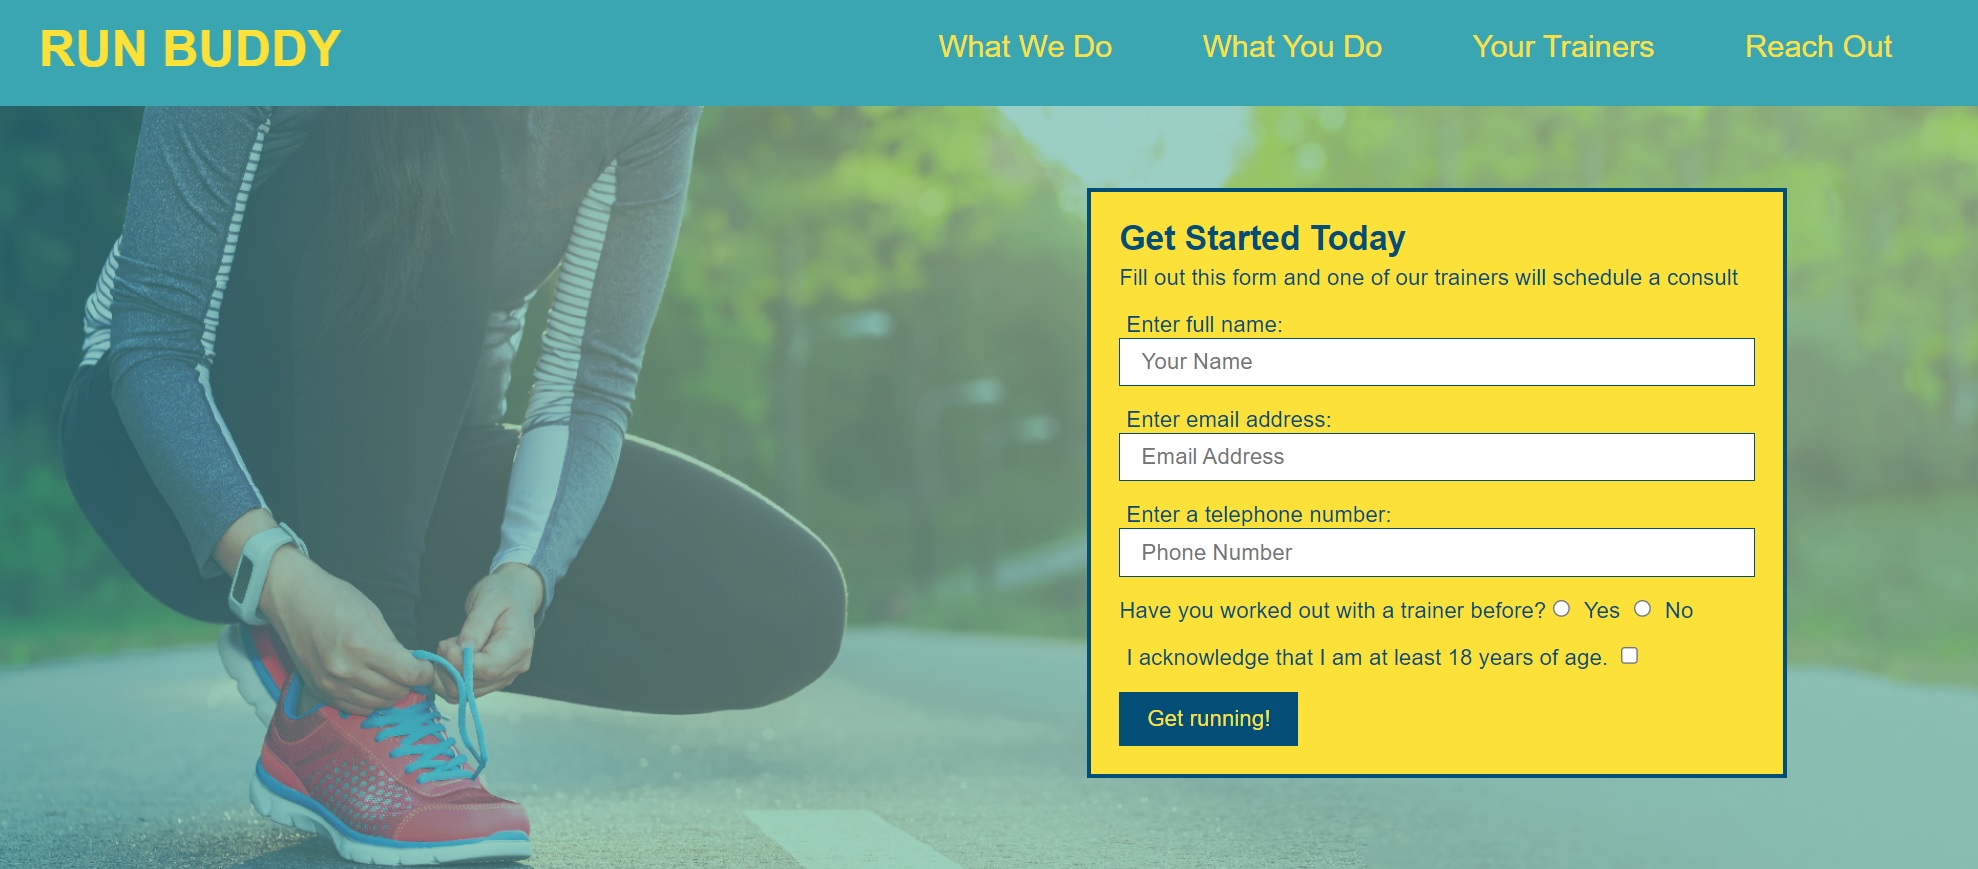 RUN BUDDY
What We Do
What You Do
Your Trainers
Reach Out
Get Started Today
Fill out this form and one of our trainers will schedule a consult
Enter full name:
Your Name
Enter email address:
Email Address
Enter a telephone number:
Phone Number
Have you worked out with a trainer before? Yes No
I acknowledge that I am at least 18 years of age.
Get running!